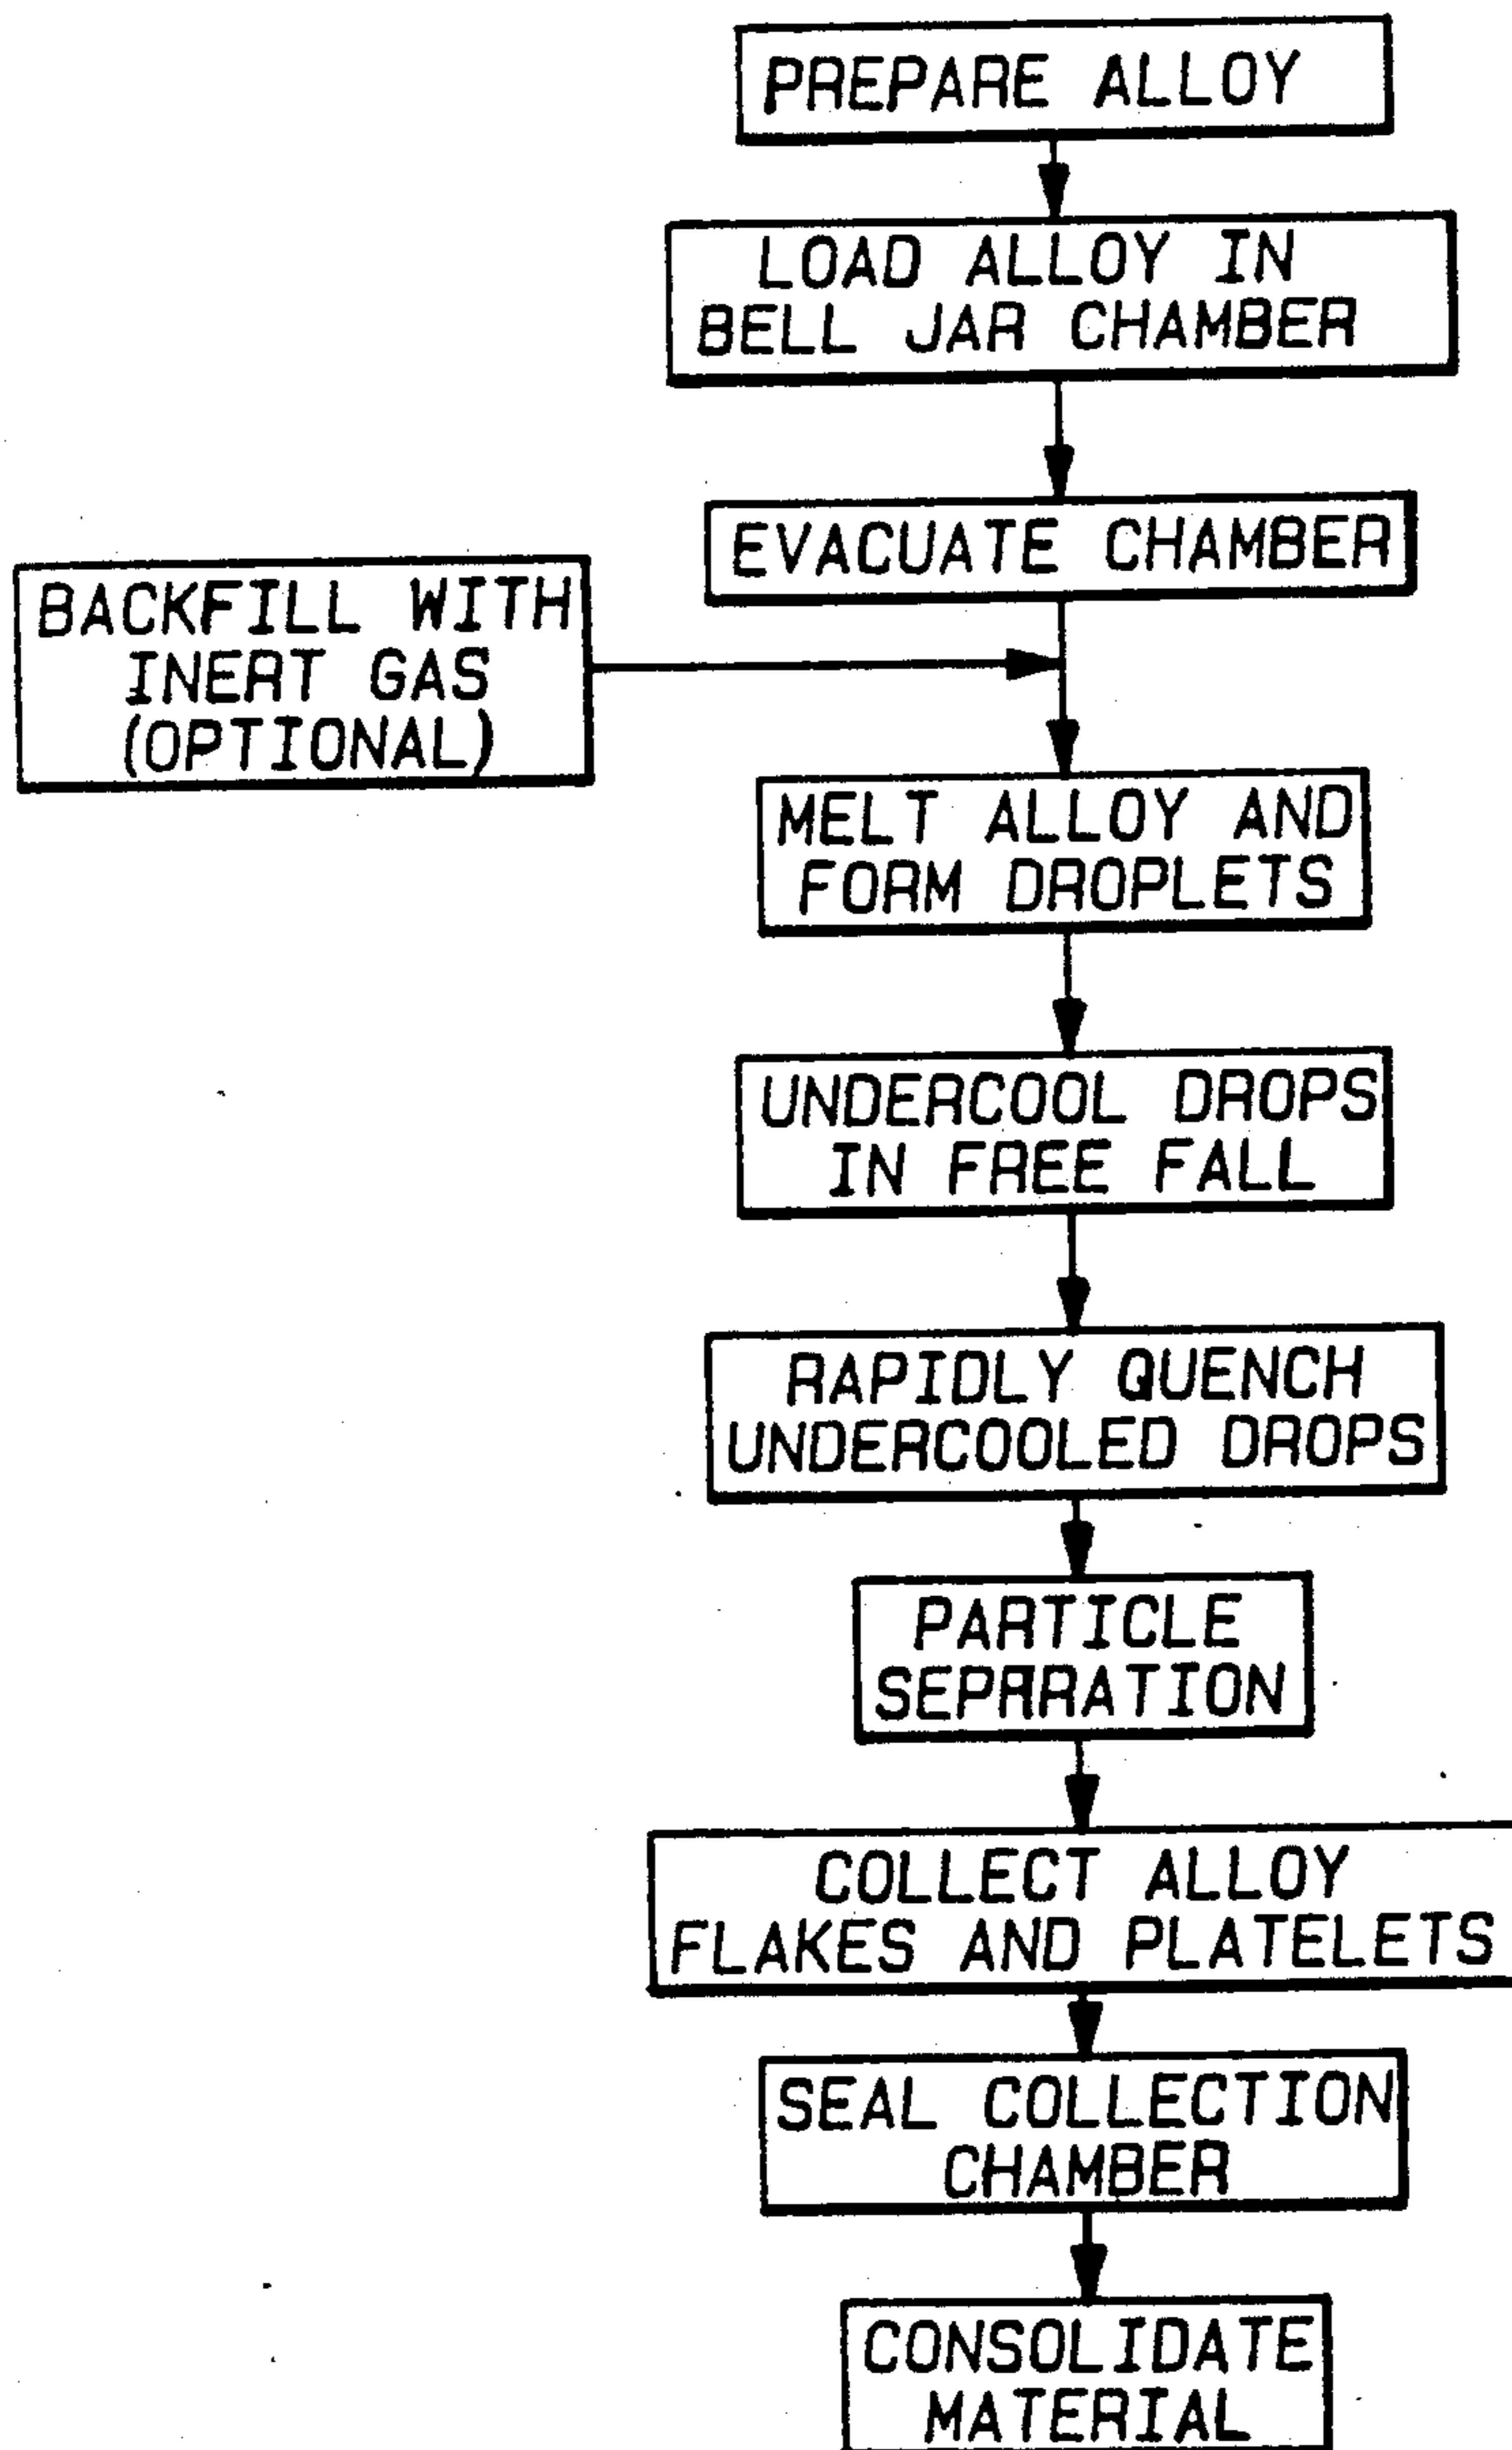 PREPARE ALLOY
LOAD ALLOY IN
BELL JAR CHAMBER
EVACUATE CHAMBER
BACKFILL WITH
INERT GAS
(OPTIONAL)
MELT ALLOY AND
FORM DROPLETS
UNDERCOOL DROPS
IN FREE FALL
RAPIDLY QUENCH
UNDERCOOLED DROPS
PARTICLE
SEPARATION
COLLECT ALLOY
FLAKES AND PLATELETS
SEAL COLLECTION
CHAMBER
CONSOLIDATE
MATERIAL